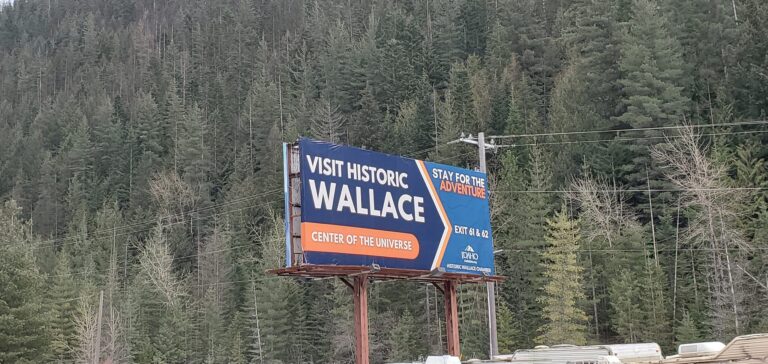 VISIT HISTORIC
WALLACE
CENTER OF THE UNIVERSE
STAY FOR THE
ADVENTURE
EXIT 61 & 62
IDAHO
HISTORIC WALLACE CHAMBER